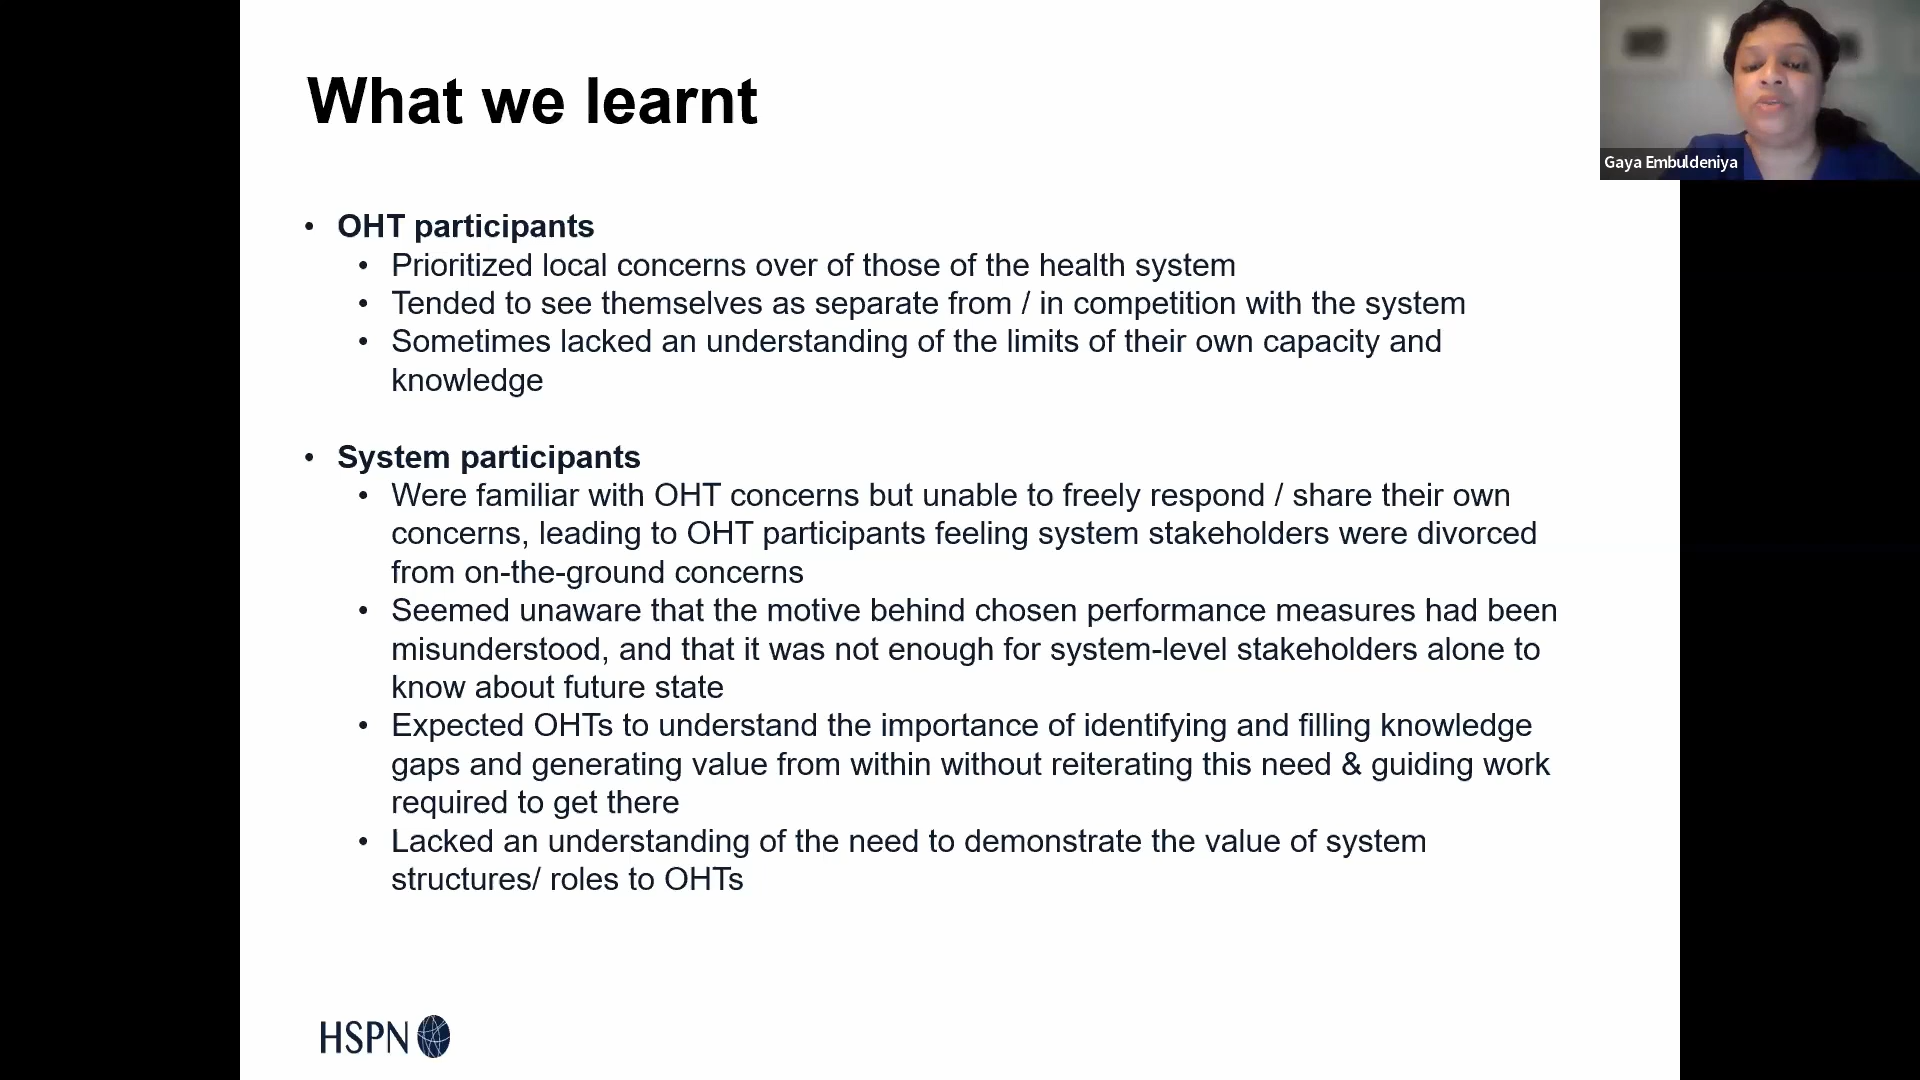 What we learnt
Gaya Embuldeniya
• OHT participants
• Prioritized local concerns over of those of the health system
• Tended to see themselves as separate from / in competition with the system
• Sometimes lacked an understanding of the limits of their own capacity and
knowledge
• System participants
• Were familiar with OHT concerns but unable to freely respond / share their own
concerns, leading to OHT participants feeling system stakeholders were divorced
from on-the-ground concerns
• Seemed unaware that the motive behind chosen performance measures had been
misunderstood, and that it was not enough for system-level stakeholders alone to
know about future state
• Expected OHTs to understand the importance of identifying and filling knowledge
gaps and generating value from within without reiterating this need & guiding work
required to get there
• Lacked an understanding of the need to demonstrate the value of system
structures/ roles to OHTs
HSPN